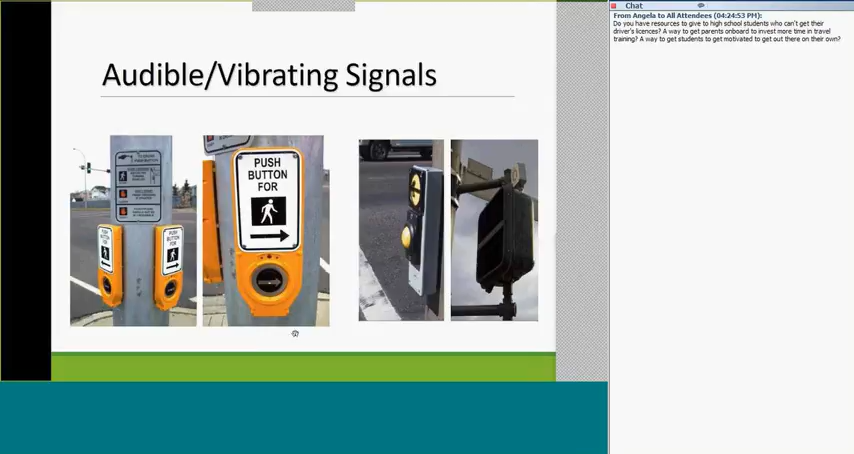 Chat
From Angela to All Attendees (04:24:53 PM):
Do you have resources to give to high school students who can't get their
driver's licences? A way to get parents onboard to invest more time in travel
training? A way to get students to get motivated to get out there on their own?
Audible/Vibrating Signals
PUSH
BUTTON
FOR
PUSH
BUTTON
FOR
PUSH
BUTTON
FOR